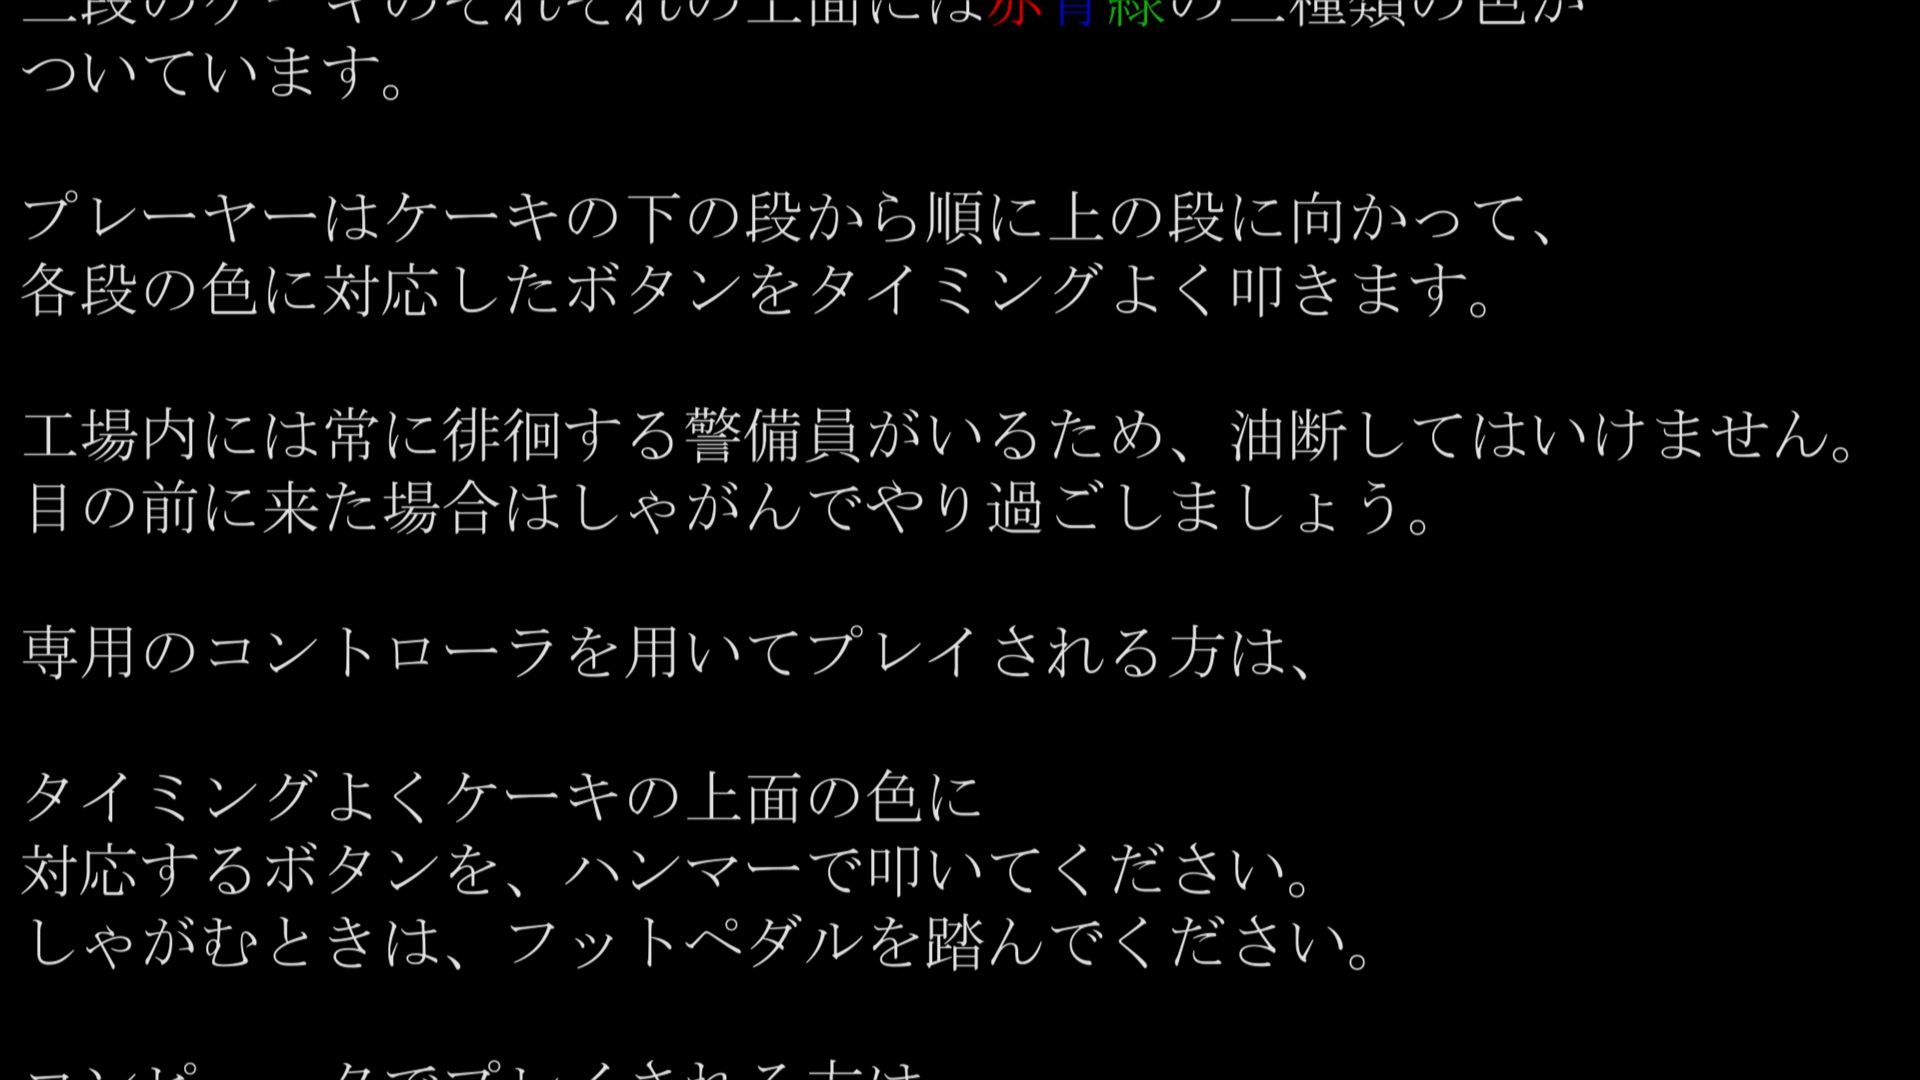 段のケーキのそれぞれの上面には赤青緑の三種類の色が
ついています。
プレーヤーはケーキの下の段から順に上の段に向かって、
各段の色に対応したボタンをタイミングよく叩きます。
工場内には常に徘徊する警備員がいるため、油断してはいけません。
目の前に来た場合はしゃがんでやり過ごしましょう。
専用のコントローラを用いてプレイされる方は、
タイミングよくケーキの上面の色に
対応するボタンを、ハンマーで叩いてください。
しゃがむときは、フットペダルを踏んでください。
コンピュータでプレイされる方は